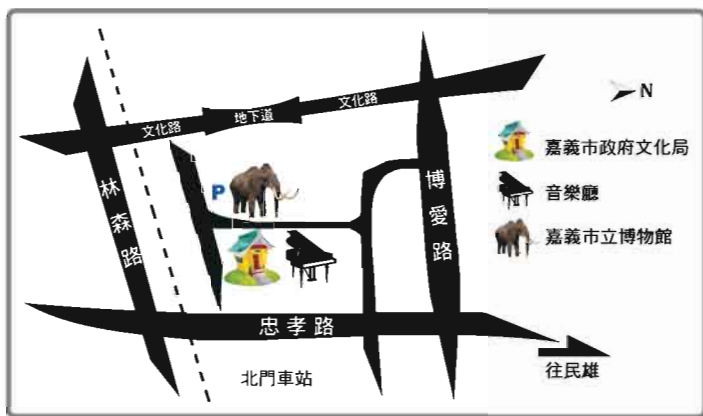 文化路
地下道
文化路
N
嘉義市政府文化局
P
林森路
博愛路
音樂廳
嘉義市立博物館
忠孝路
北門車站
往民雄